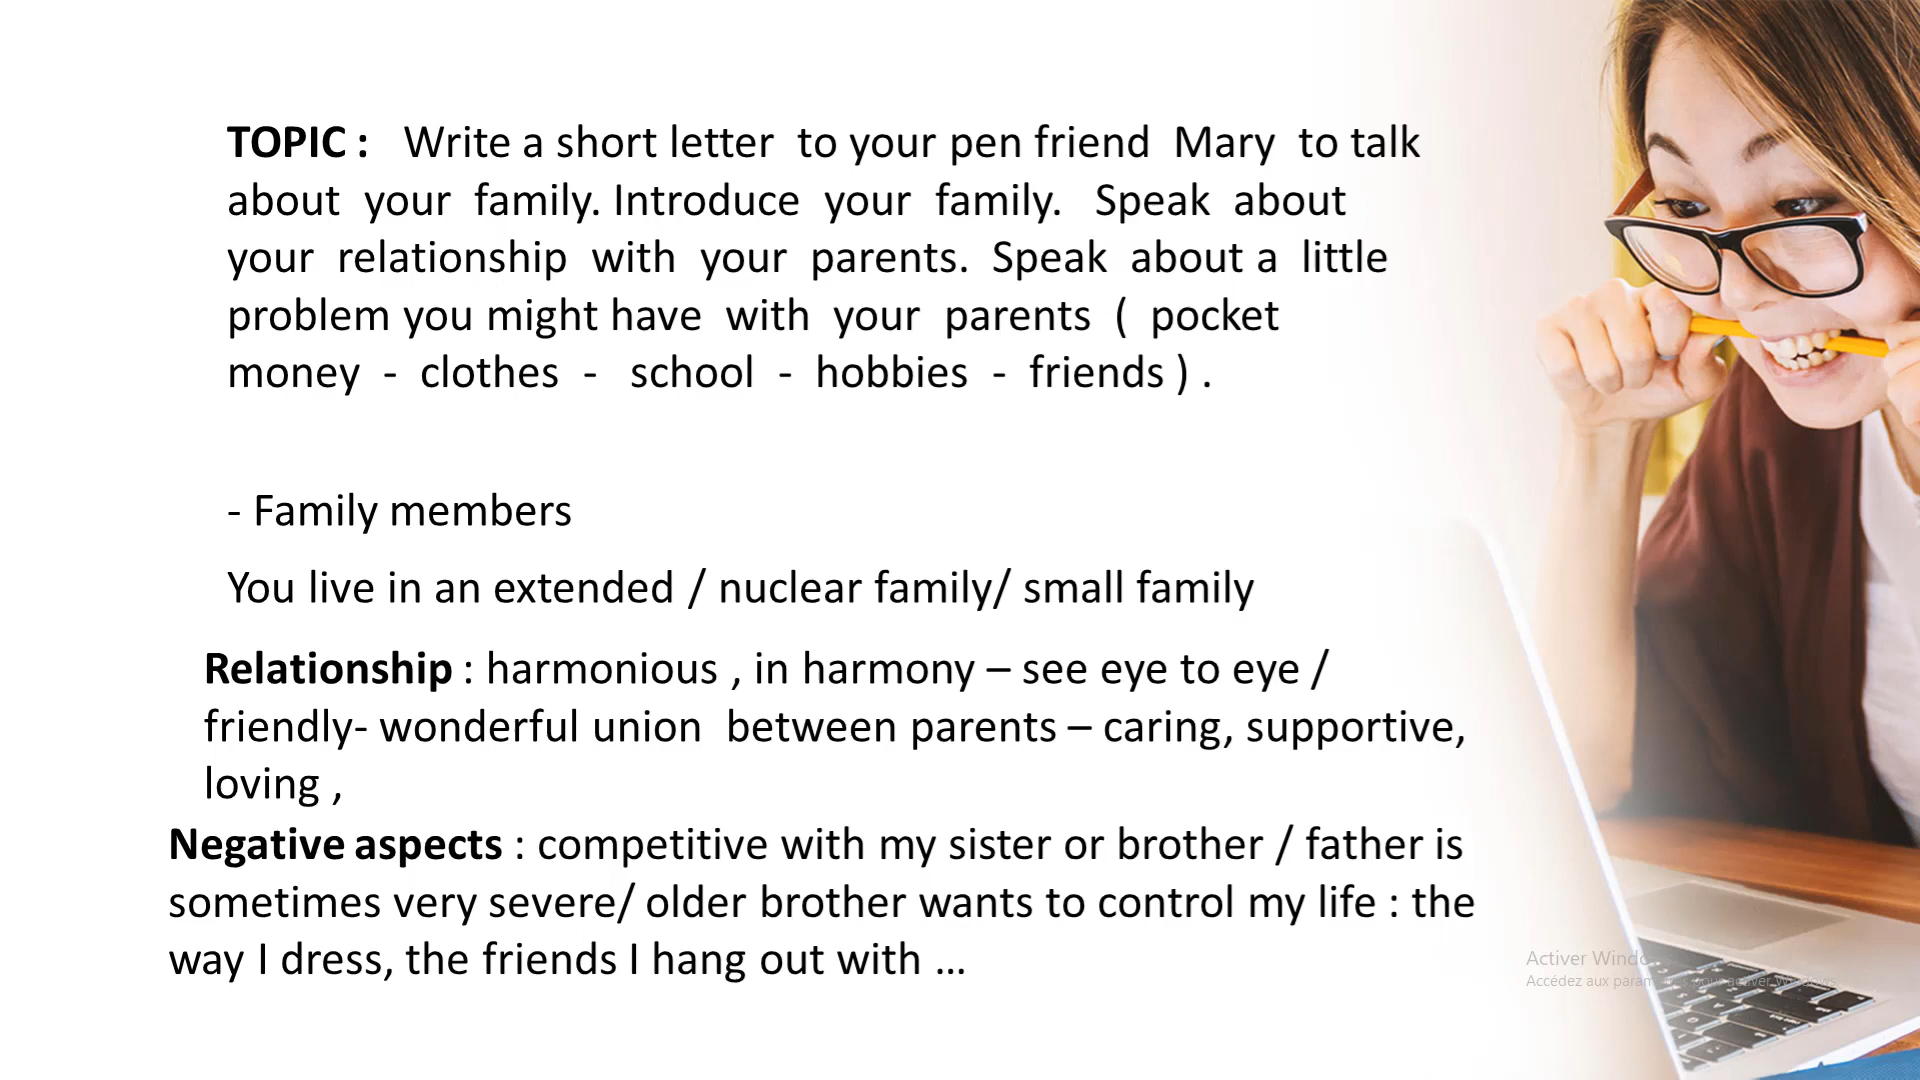 TOPIC : Write a short letter to your pen friend Mary to talk
about your family. Introduce your family. Speak about
your relationship with your parents. Speak about a little
problem you might have with your parents ( pocket
money - clothes - school - hobbies - friends ) .
- Family members
You live in an extended / nuclear family/ small family
Relationship : harmonious , in harmony – see eye to eye /
friendly- wonderful union between parents – caring, supportive,
loving ,
Negative aspects : competitive with my sister or brother / father is
sometimes very severe/ older brother wants to control my life : the
way I dress, the friends I hang out with ...
Activer Windows
Accédez aux paramètres pour activer Windows.